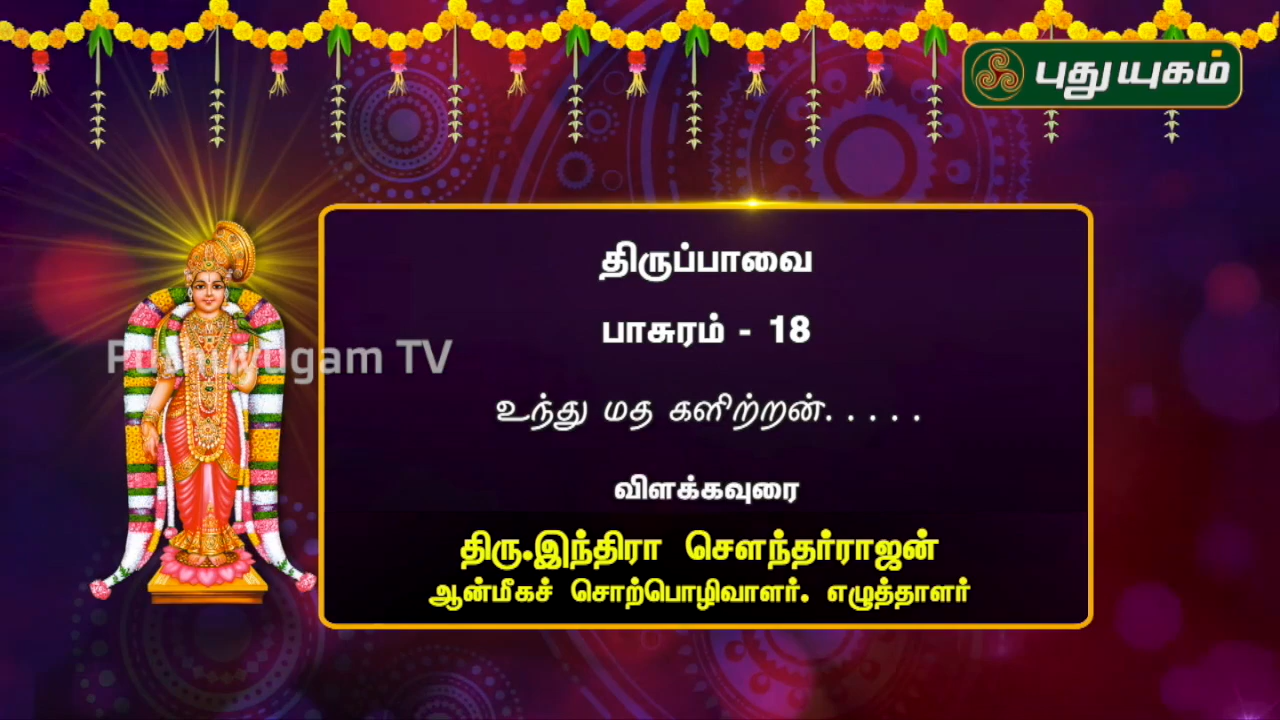 புதுயுகம்
திருப்பாவை
பாசுரம் - 18
Puthuyugam TV
உந்து மத களிற்றன்.....
விளக்கவுரை
திரு.இந்திரா சௌந்தர்ராஜன்
ஆன்மீகச் சொற்பொழிவாளர். எழுத்தாளர்